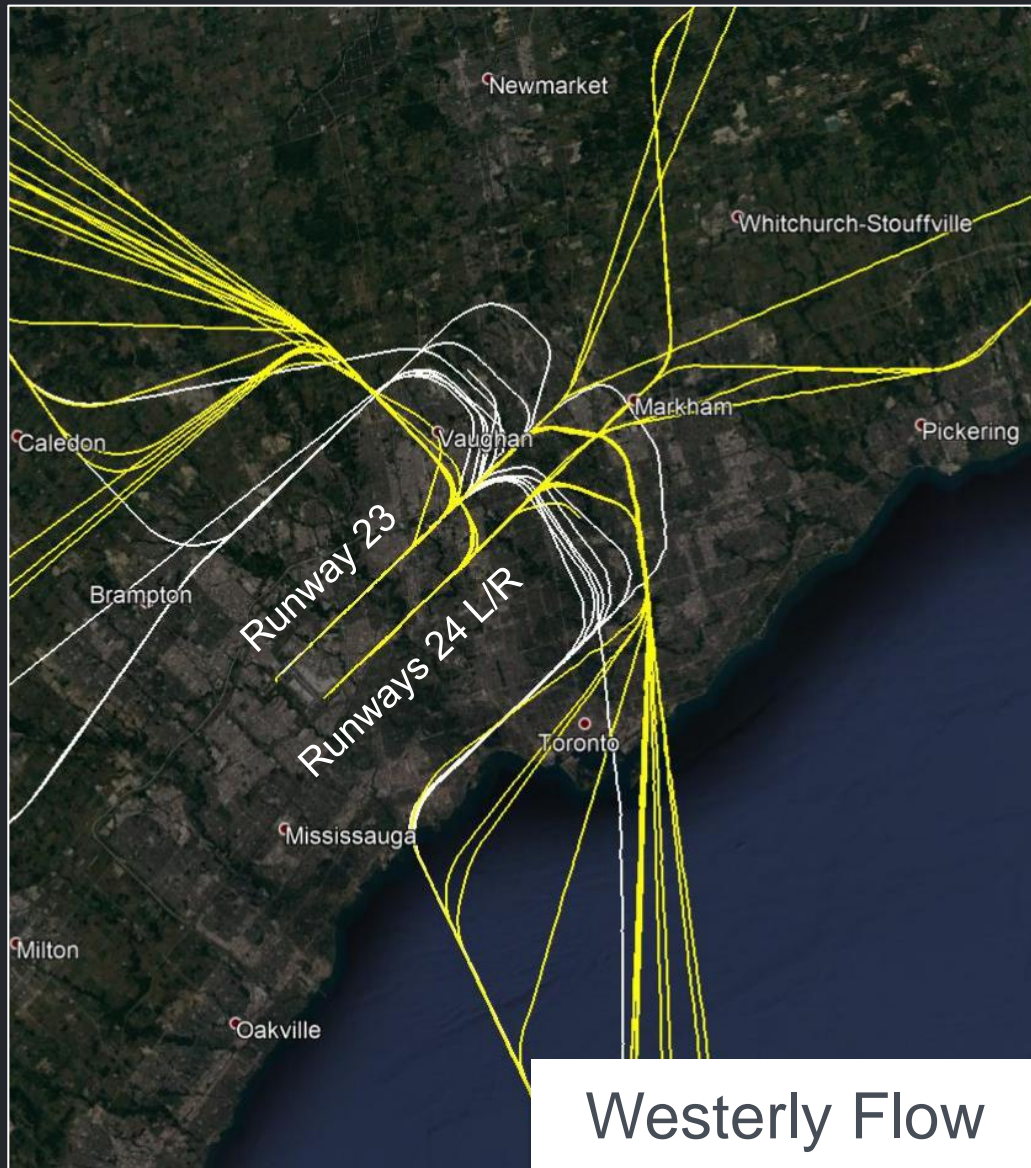 Newmarket
Whitchurch-Stouffville
Markham
Pickering
Vaughan
Caledon
Runway 23
Brampton
Runways 24 L/R
Toronto
Mississauga
Milton
Oakville
Westerly Flow